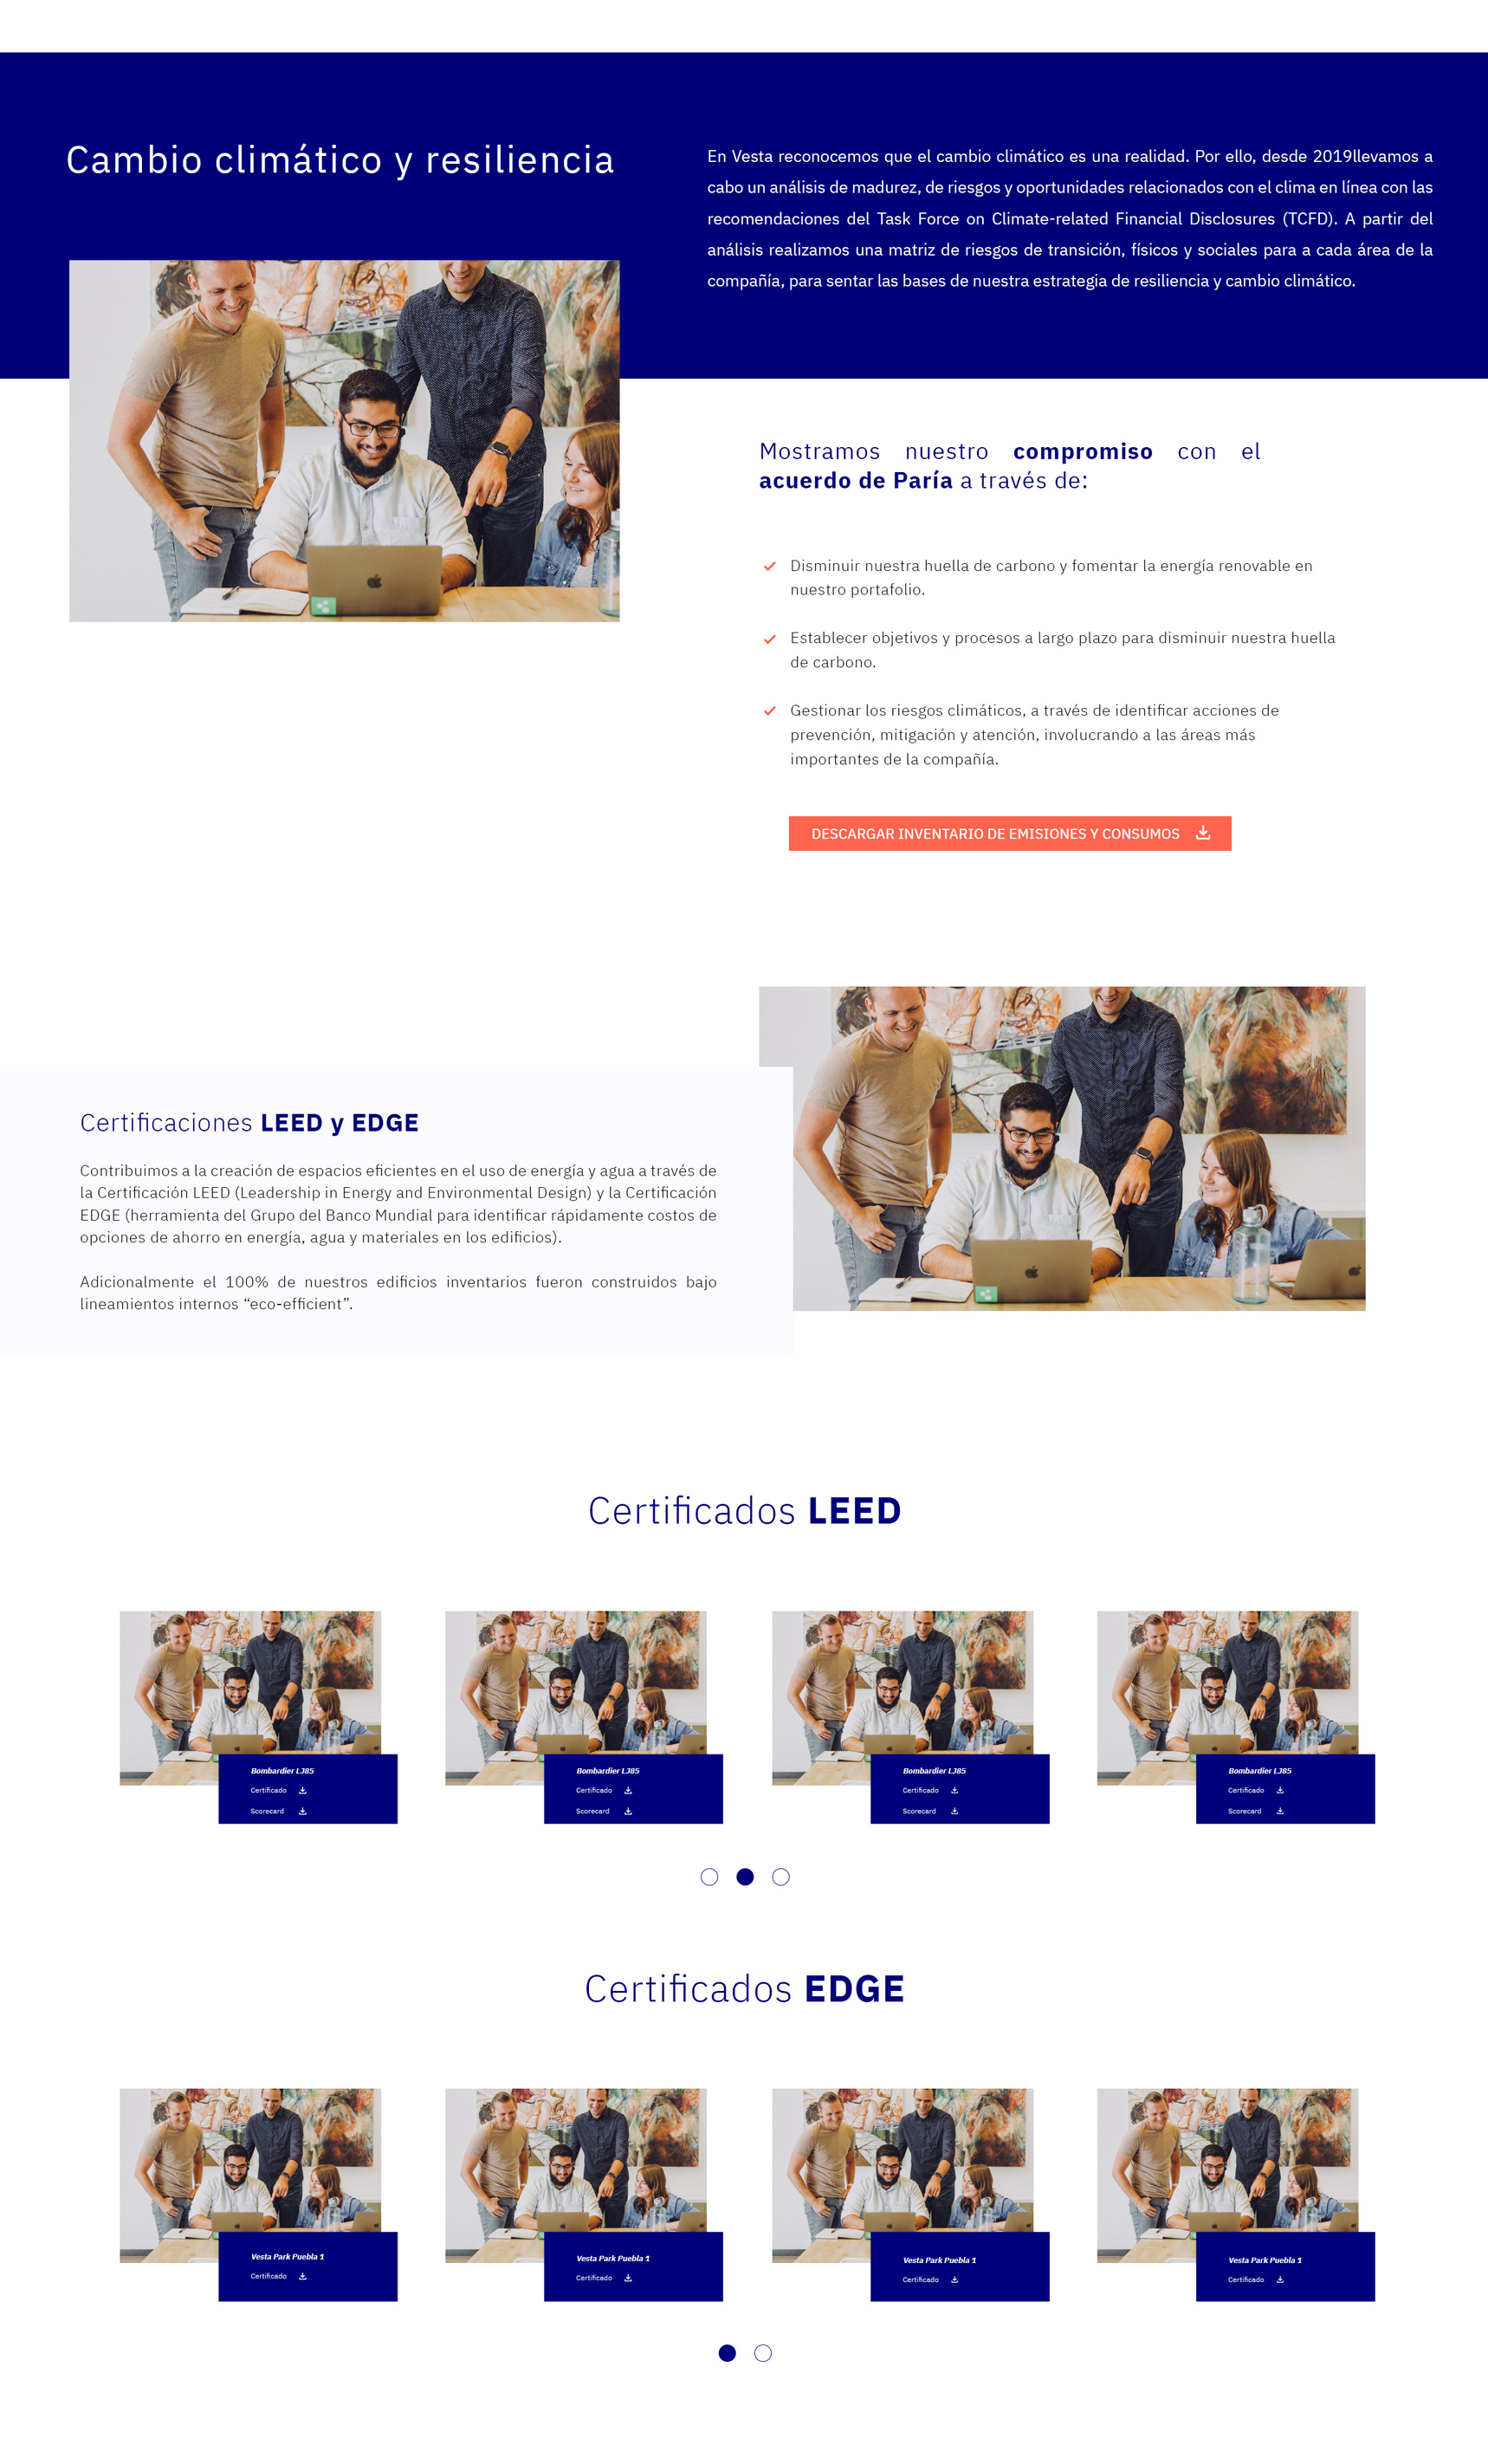 Cambio climático y resiliencia
En Vesta reconocemos que el cambio climático es una realidad. Por ello, desde 2019llevamos a
cabo un análisis de madurez, de riesgos y oportunidades relacionados con el clima en línea con las
recomendaciones del Task Force on Climate-related Financial Disclosures (TCFD). A partir del
análisis realizamos una matriz de riesgos de transición, físicos y sociales para a cada área de la
compañía, para sentar las bases de nuestra estrategia de resiliencia y cambio climático.
Mostramos nuestro compromiso con el
acuerdo de Paría a través de:
Disminuir nuestra huella de carbono y fomentar la energía renovable en
nuestro portafolio.
Establecer objetivos y procesos a largo plazo para disminuir nuestra huella
de carbono.
Gestionar los riesgos climáticos, a través de identificar acciones de
prevención, mitigación y atención, involucrando a las áreas más
importantes de la compañía.
DESCARGAR INVENTARIO DE EMISIONES Y CONSUMOS
Certificaciones LEED y EDGE
Contribuimos a la creación de espacios eficientes en el uso de energía y agua a través de
la Certificación LEED (Leadership in Energy and Environmental Design) y la Certificación
EDGE (herramienta del Grupo del Banco Mundial para identificar rápidamente costos de
opciones de ahorro en energía, agua y materiales en los edificios).
Adicionalmente el 100% de nuestros edificios inventarios fueron construidos bajo
lineamientos internos “eco-efficient”.
Certificados LEED
Bombardier LJ85
Certificado
Scorecard
Bombardier LJ85
Certificado
Scorecard
Bombardier LJ85
Certificado
Scorecard
Bombardier LJ85
Certificado
Scorecard
Certificados EDGE
Vesta Park Puebla 1
Certificado
Vesta Park Puebla 1
Certificado
Vesta Park Puebla 1
Certificado
Vesta Park Puebla 1
Certificado